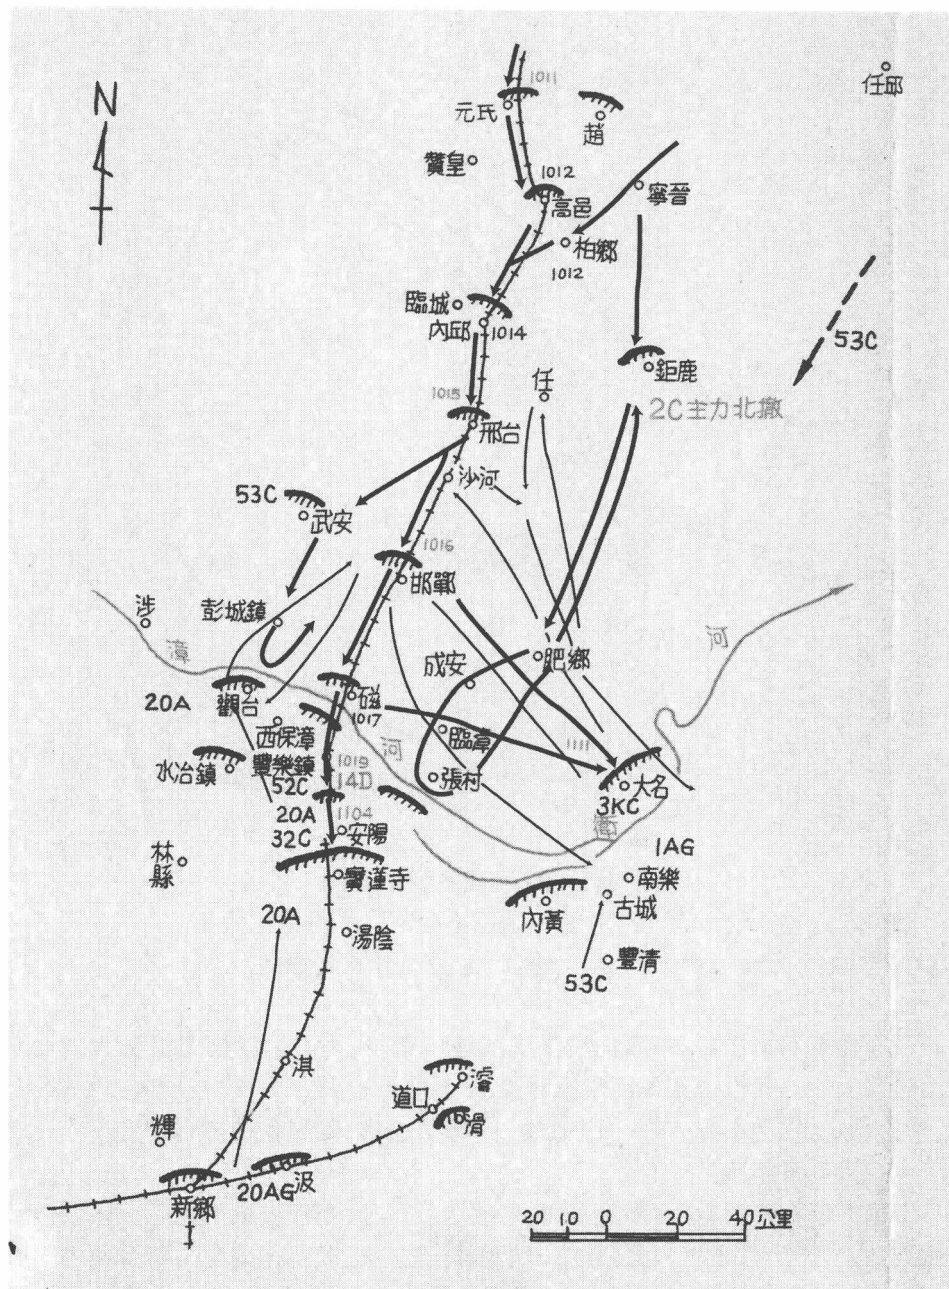 N
1011
任邱
元氏
趙
贊皇
1012
寧晉
高邑
柏鄉
1012
臨城
內邱
1014
53C
任
鉅鹿
1015
2C主力北撤
邢台
沙河
53C
武安
1016
邯鄲
彭城鎮
涉
漳
河
成安
肥鄉
20A
觀台
磁
1017
西保漳
臨漳
1111
豐樂鎮
1019
河
水冶鎮
52C
14D
張村
大名
3KC
20A
1104
衛
32C
安陽
1AG
林縣
寶蓮寺
南樂
內黃
古城
20A
湯陰
豐清
53C
淇
濬
道口
滑
輝
20AG
汲
新鄉
20 10 0 20 40公里